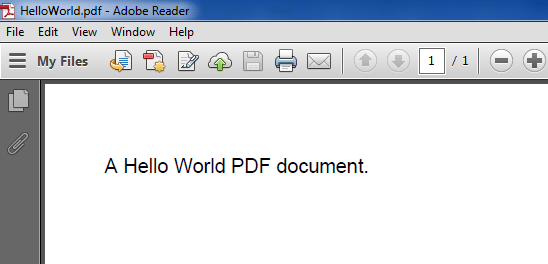 HelloWorld.pdf - Adobe Reader
File Edit View Window Help
My Files 1 / 1
A Hello World PDF document.